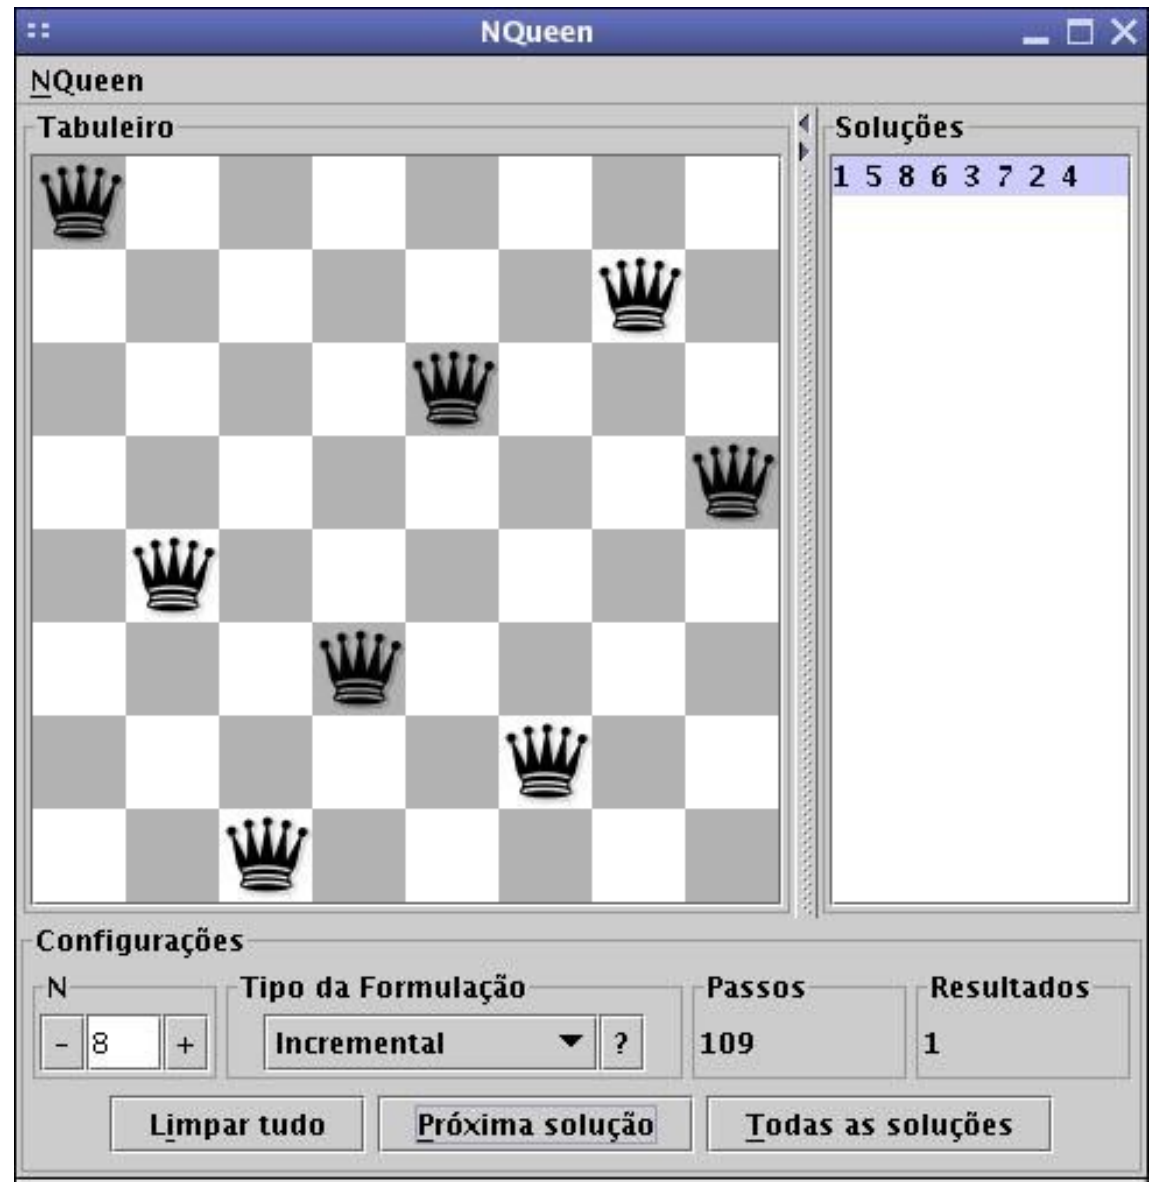 NQueen
NQueen
Tabuleiro
Soluções
1 5 8 6 3 7 2 4
Configurações
N
- 8 +
Tipo da Formulação
Incremental ?
Passos
109
Resultados
1
Limpar tudo
Próxima solução
Todas as soluções